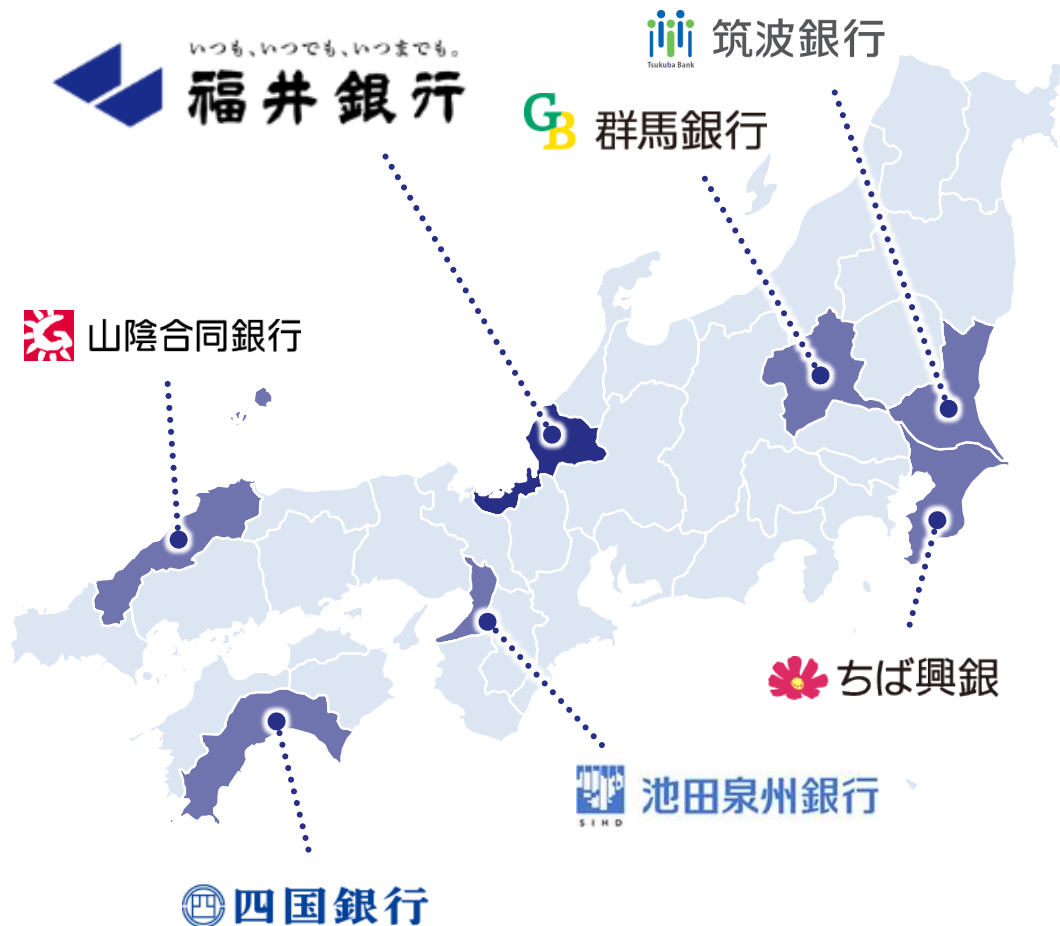 筑波銀行
Tsukuba Bank
いつも、いつでも、いつまでも。
福井銀行
GB
群馬銀行
山陰合同銀行
ちば興銀
池田泉州銀行
SIHD
四国銀行